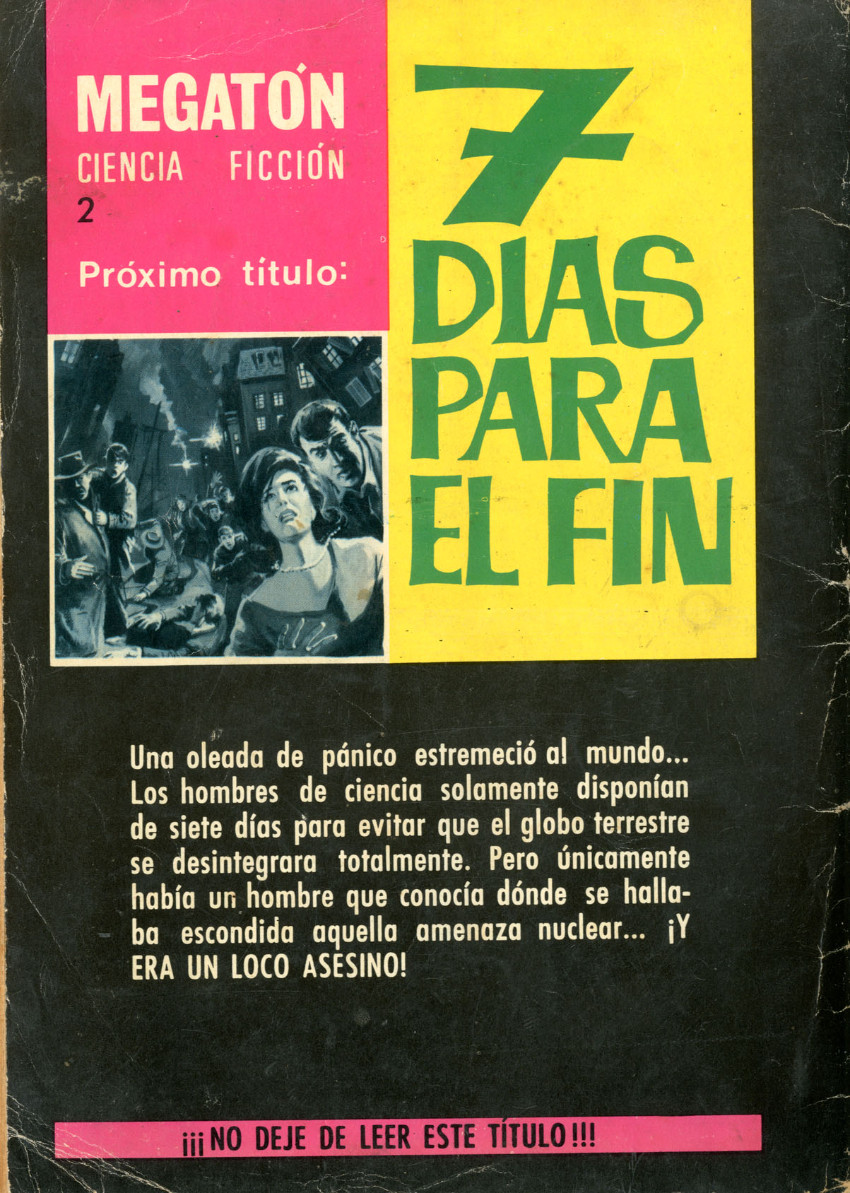 MEGATÓN
CIENCIA FICCIÓN
2
Próximo título:
7
DIAS
PARA
EL FIN
Una oleada de pánico estremeció al mundo...
Los hombres de ciencia solamente disponían
de siete días para evitar que el globo terrestre
se desintegrara totalmente. Pero únicamente
había un hombre que conocía dónde se halla-
ba escondida aquella amenaza nuclear... ¡Y
ERA UN LOCO ASESINO!
¡¡¡NO DEJE DE LEER ESTE TÍTULO!!!